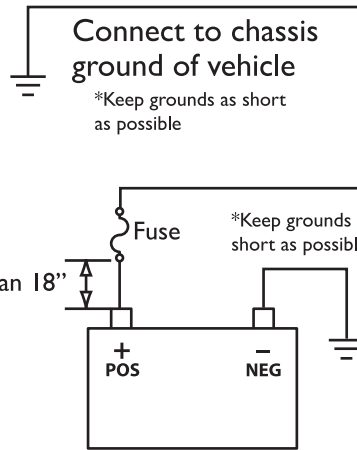 Connect to chassis
ground of vehicle
*Keep grounds as short
as possible
Fuse
*Keep grounds
short as possibl
an 18”
+
POS
–
NEG